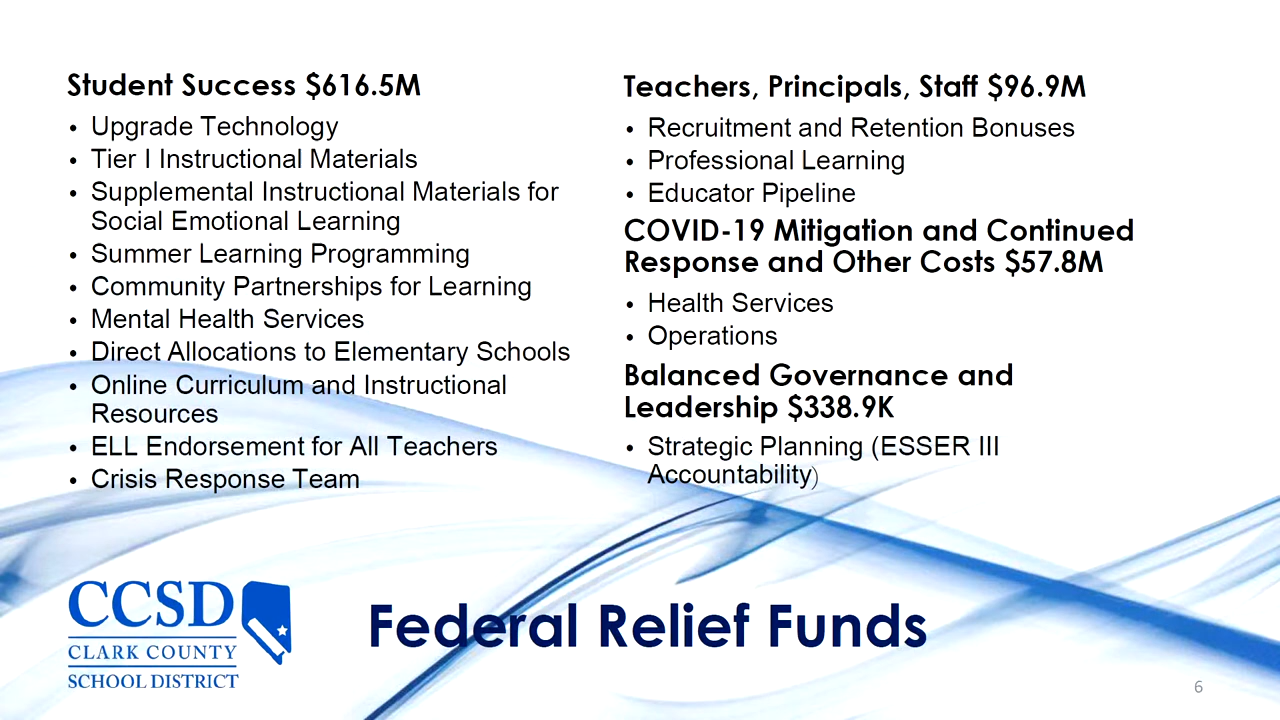 Student Success $616.5M
• Upgrade Technology
• Tier I Instructional Materials
• Supplemental Instructional Materials for
Social Emotional Learning
• Summer Learning Programming
• Community Partnerships for Learning
• Mental Health Services
• Direct Allocations to Elementary Schools
• Online Curriculum and Instructional
Resources
• ELL Endorsement for All Teachers
• Crisis Response Team
Teachers, Principals, Staff $96.9M
• Recruitment and Retention Bonuses
• Professional Learning
• Educator Pipeline
COVID-19 Mitigation and Continued
Response and Other Costs $57.8M
• Health Services
• Operations
Balanced Governance and
Leadership $338.9K
• Strategic Planning (ESSER III
Accountability)
CCSD
CLARK COUNTY
SCHOOL DISTRICT
Federal Relief Funds
6